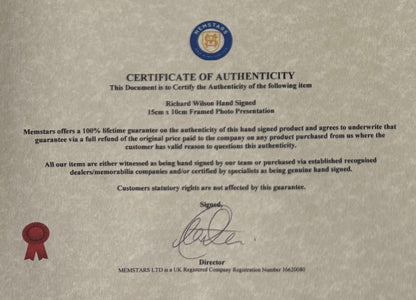 MEMSTARS
CERTIFICATE OF AUTHENTICITY
This Document is to Certify the Authenticity of the following item
Richard Wilson Hand Signed
15cm x 10cm Framed Photo Presentation
Memstars offers a 100% lifetime guarantee on the authenticity of this hand signed product and agrees to underwrite that
guarantee via a full refund of the original price paid to the company on any product purchased from us where the
customer has valid reason to questions this authenticity.
All our items are either witnessed as being hand signed by our team or purchased via established recognised
dealers/memorabilia companies and/or certified by specialists as being genuine hand signed.
Customers statutory rights are not affected by this guarantee.
Signed,
Director
MEMSTARS LTD is a UK Registered Company Registration Number 10620080